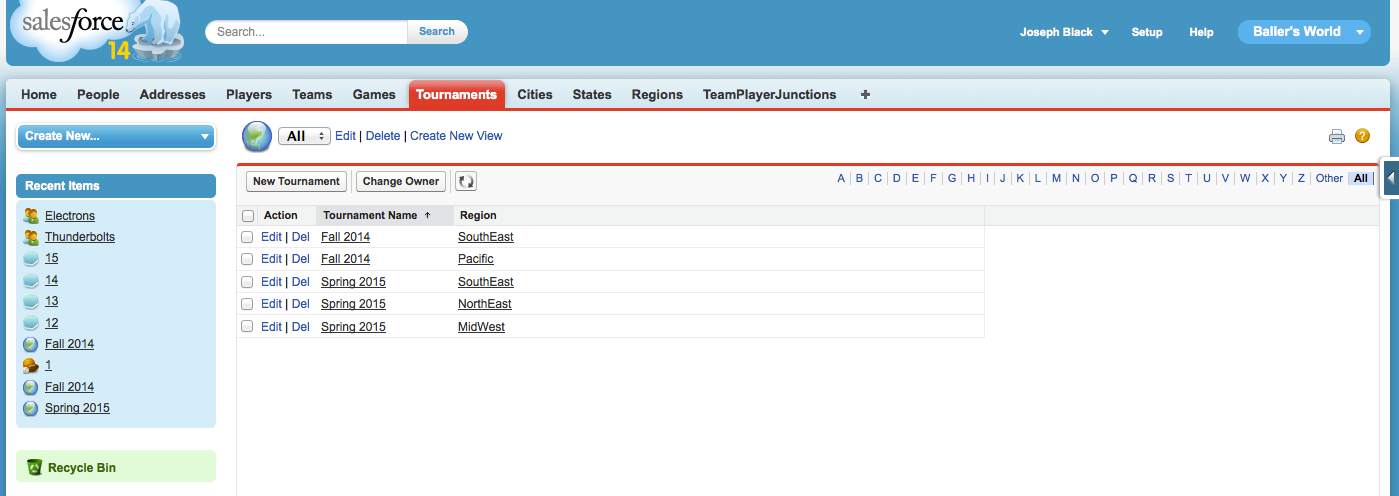 salesforce
14
Search...
Search
Joseph Black
Setup
Help
Baller's World
Home People Addresses Players Teams Games Tournaments Cities States Regions TeamPlayerJunctions +
Create New...
All Edit | Delete | Create New View
?
Recent Items
Electrons
Thunderbolts
15
14
13
12
Fall 2014
1
Fall 2014
Spring 2015
Recycle Bin
New Tournament Change Owner
A | B | C | D | E | F | G | H | I | J | K | L | M | N | O | P | Q | R | S | T | U | V | W | X | Y | Z | Other | All
Action Tournament Name ↑ Region
Edit | Del Fall 2014 SouthEast
Edit | Del Fall 2014 Pacific
Edit | Del Spring 2015 SouthEast
Edit | Del Spring 2015 NorthEast
Edit | Del Spring 2015 MidWest